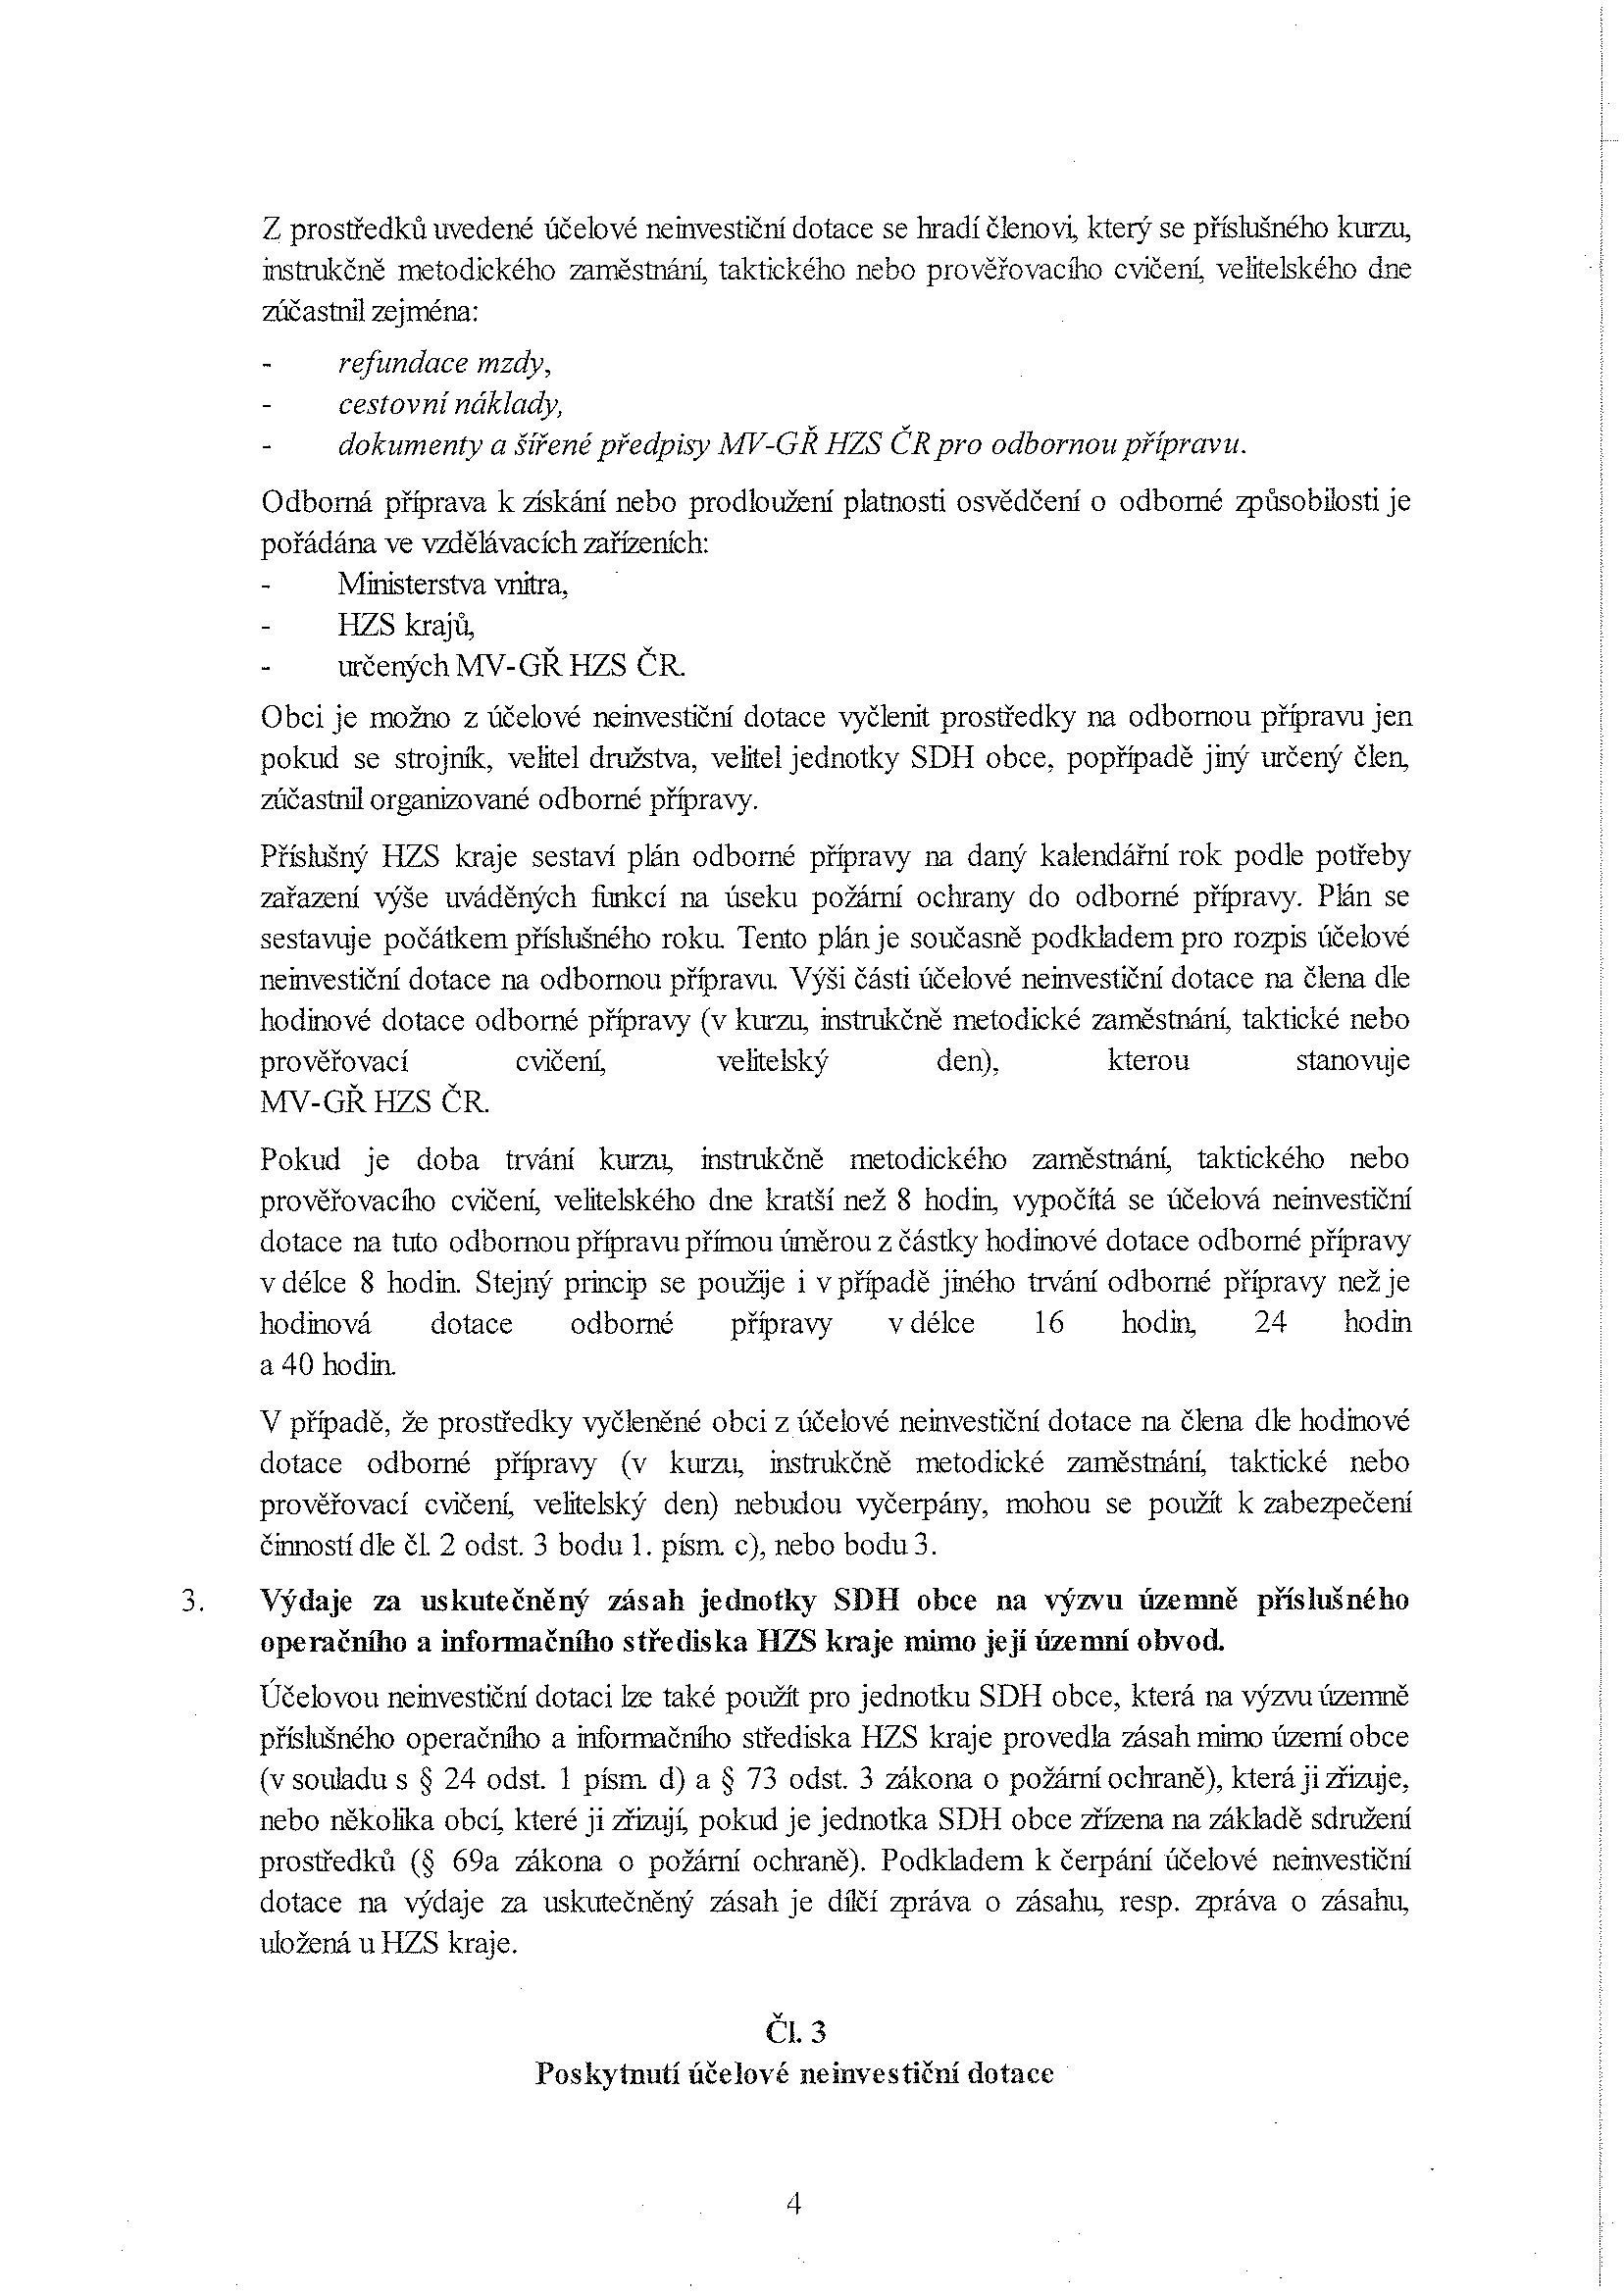 Z prostředků uvedené účelové neinvestiční dotace se hradí členovi, který se příslušného kurzu,
instrukčně metodického zaměstnání, taktického nebo prověřovacího cvičení, velitelského dne
zúčastnil zejména:
- refundace mzdy,
- cestovní náklady,
- dokumenty a šířené předpisy MV-GŘ HZS ČR pro odbornou přípravu.
Odborná příprava k získání nebo prodloužení platnosti osvědčení o odborné způsobilosti je
pořádána ve vzdělávacích zařízeních:
- Ministerstva vnitra,
- HZS krajů,
- určených MV-GŘ HZS ČR.
Obci je možno z účelové neinvestiční dotace vyčlenit prostředky na odbornou přípravu jen
pokud se strojník, velitel družstva, velitel jednotky SDH obce, popřípadě jiný určený člen,
zúčastnil organizované odborné přípravy.
Příslušný HZS kraje sestaví plán odborné přípravy na daný kalendářní rok podle potřeby
zařazení výše uváděných funkcí na úseku požární ochrany do odborné přípravy. Plán se
sestavuje počátkem příslušného roku. Tento plán je současně podkladem pro rozpis účelové
neinvestiční dotace na odbornou přípravu. Výši části účelové neinvestiční dotace na člena dle
hodinové dotace odborné přípravy (v kurzu, instrukčně metodické zaměstnání, taktické nebo
prověřovací cvičení, velitelský den), kterou stanovuje
MV-GŘ HZS ČR.
Pokud je doba trvání kurzu, instrukčně metodického zaměstnání, taktického nebo
prověřovacího cvičení, velitelského dne kratší než 8 hodin, vypočítá se účelová neinvestiční
dotace na tuto odbornou přípravu přímou úměrou z částky hodinové dotace odborné přípravy
v délce 8 hodin. Stejný princip se použije i v případě jiného trvání odborné přípravy než je
hodinová dotace odborné přípravy v délce 16 hodin, 24 hodin
a 40 hodin.
V případě, že prostředky vyčleněné obci z účelové neinvestiční dotace na člena dle hodinové
dotace odborné přípravy (v kurzu, instrukčně metodické zaměstnání, taktické nebo
prověřovací cvičení, velitelský den) nebudou vyčerpány, mohou se použít k zabezpečení
činností dle čl. 2 odst. 3 bodu 1. písm. c), nebo bodu 3.
3. Výdaje za uskutečněný zásah jednotky SDH obce na výzvu územně příslušného
operačního a informačního střediska HZS kraje mimo její územní obvod.
Účelovou neinvestiční dotaci lze také použít pro jednotku SDH obce, která na výzvu územně
příslušného operačního a informačního střediska HZS kraje provedla zásah mimo území obce
(v souladu s § 24 odst. 1 písm. d) a § 73 odst. 3 zákona o požární ochraně), která ji zřizuje,
nebo několika obcí, které ji zřizují, pokud je jednotka SDH obce zřízena na základě sdružení
prostředků (§ 69a zákona o požární ochraně). Podkladem k čerpání účelové neinvestiční
dotace na výdaje za uskutečněný zásah je dílčí zpráva o zásahu, resp. zpráva o zásahu,
uložená u HZS kraje.
Čl. 3
Poskytnutí účelové neinvestiční dotace
4